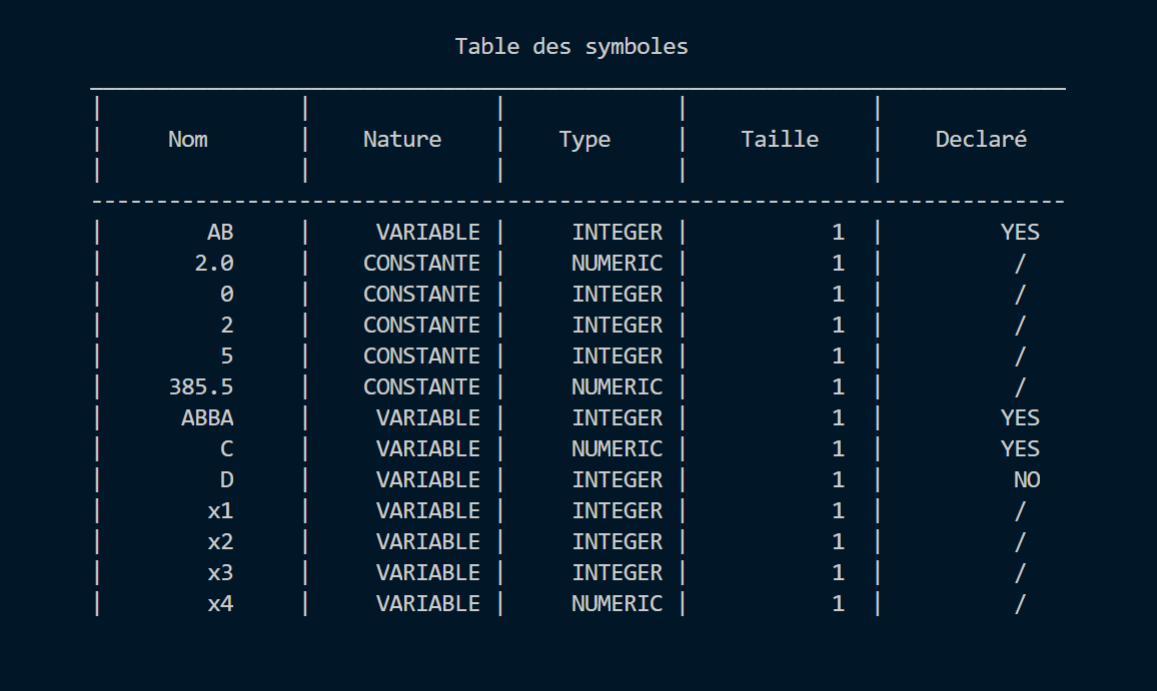 Table des symboles
Nom | Nature | Type | Taille | Declaré
AB | VARIABLE | INTEGER | 1 | YES
2.0 | CONSTANTE | NUMERIC | 1 | /
0 | CONSTANTE | INTEGER | 1 | /
2 | CONSTANTE | INTEGER | 1 | /
5 | CONSTANTE | INTEGER | 1 | /
385.5 | CONSTANTE | NUMERIC | 1 | /
ABBA | VARIABLE | INTEGER | 1 | YES
C | VARIABLE | NUMERIC | 1 | YES
D | VARIABLE | INTEGER | 1 | NO
x1 | VARIABLE | INTEGER | 1 | /
x2 | VARIABLE | INTEGER | 1 | /
x3 | VARIABLE | INTEGER | 1 | /
x4 | VARIABLE | NUMERIC | 1 | /